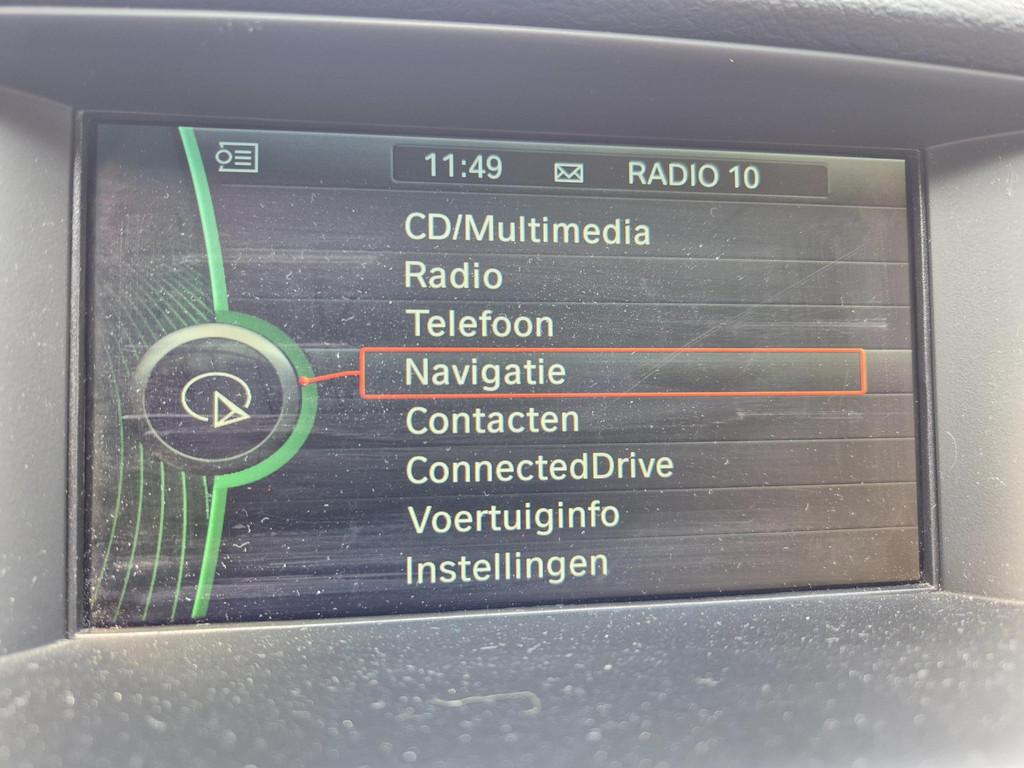 11:49 RADIO 10
CD/Multimedia
Radio
Telefoon
Navigatie
Contacten
ConnectedDrive
Voertuiginfo
Instellingen